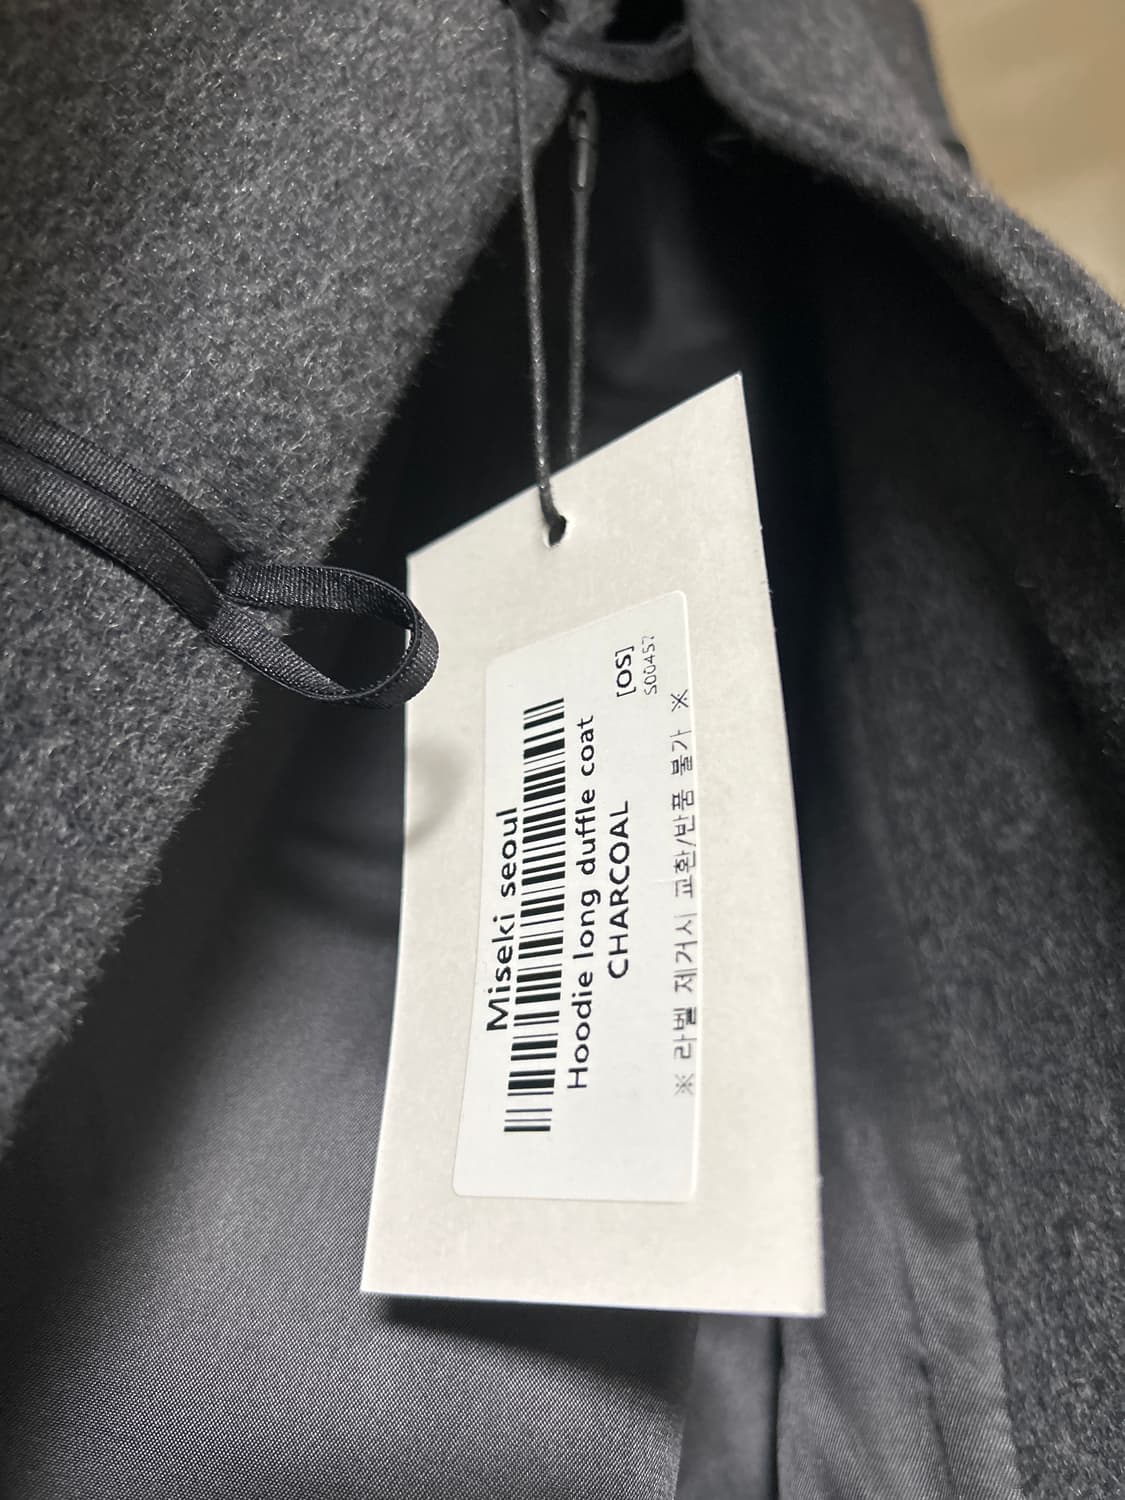 Miseki seoul
Hoodie long duffle coat
CHARCOAL
[OS]
S00457
※ 라벨 제거시 교환/반품 불가 ※